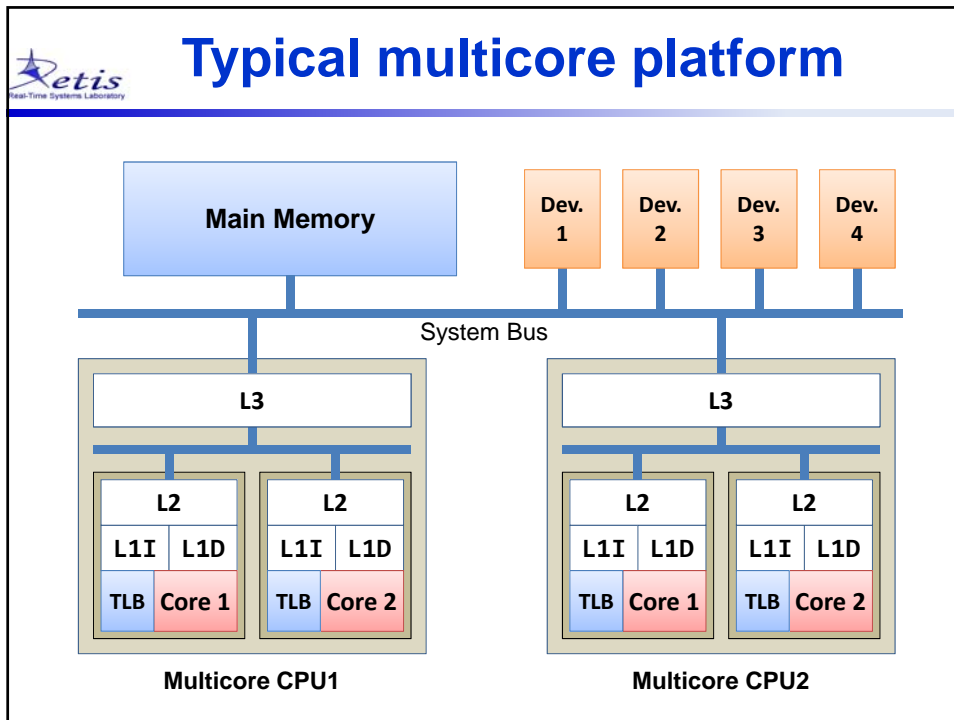 Typical multicore platform
Retis
Real-Time Systems Laboratory
Main Memory
Dev.
1
Dev.
2
Dev.
3
Dev.
4
System Bus
L3
L2
L1I L1D
TLB Core 1
L2
L1I L1D
TLB Core 2
Multicore CPU1
L3
L2
L1I L1D
TLB Core 1
L2
L1I L1D
TLB Core 2
Multicore CPU2